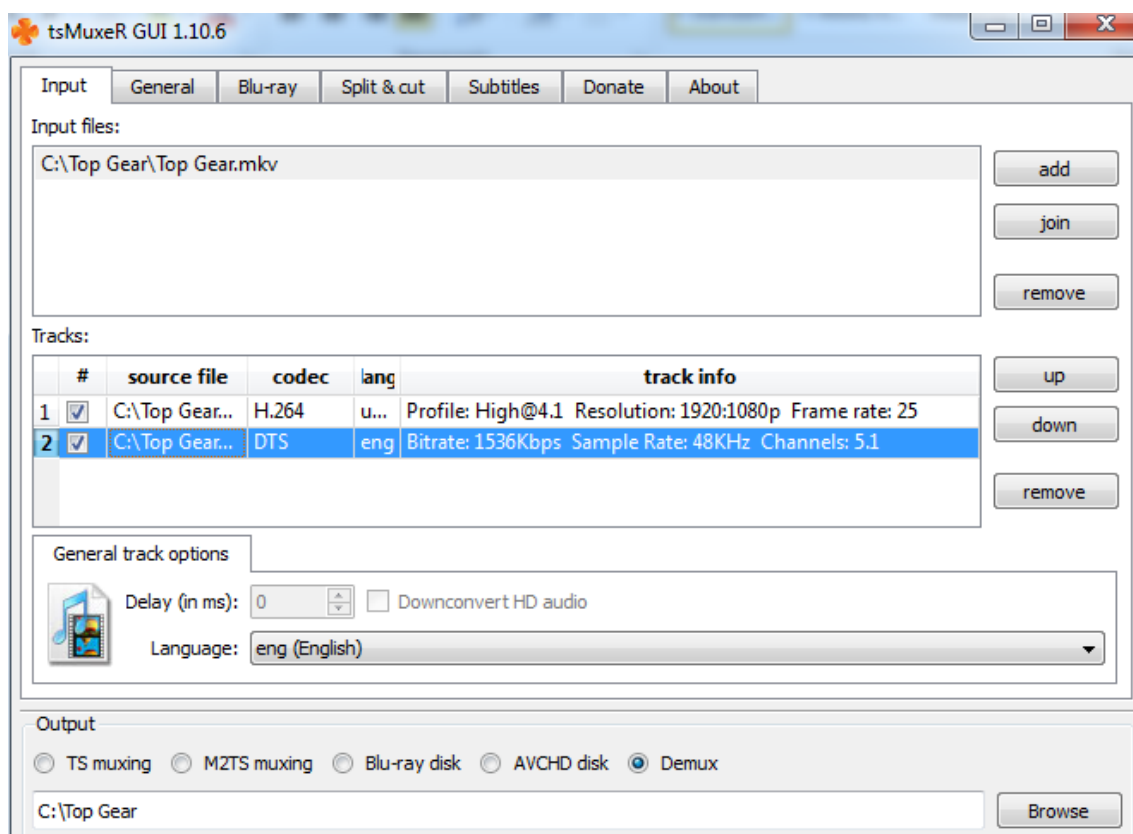 tsMuxeR GUI 1.10.6
Input General Blu-ray Split & cut Subtitles Donate About
Input files:
C:\Top Gear\Top Gear.mkv
add
join
remove
Tracks:
# source file codec lang track info
1 C:\Top Gear... H.264 u... Profile: High@4.1 Resolution: 1920:1080p Frame rate: 25
2 C:\Top Gear... DTS eng Bitrate: 1536Kbps Sample Rate: 48KHz Channels: 5.1
up
down
remove
General track options
Delay (in ms): 0 Downconvert HD audio
Language: eng (English)
Output
TS muxing M2TS muxing Blu-ray disk AVCHD disk Demux
C:\Top Gear Browse